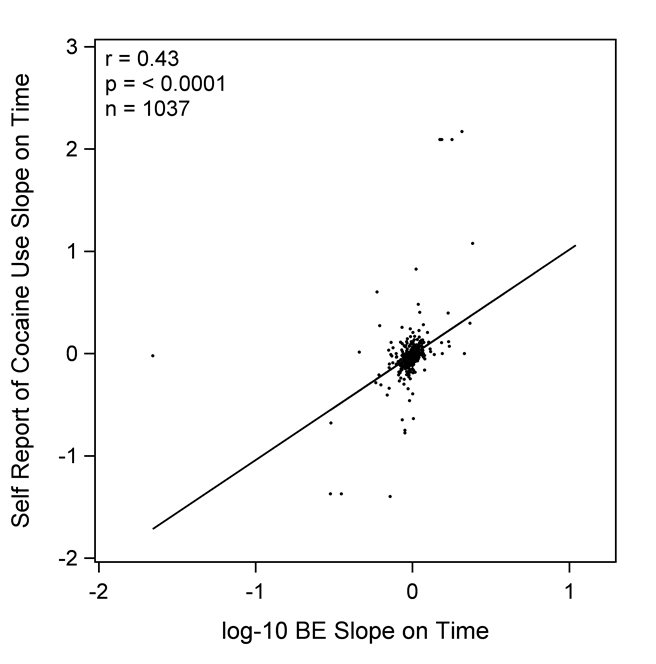 r = 0.43
p = < 0.0001
n = 1037
3
2
1
0
-1
-2
Self Report of Cocaine Use Slope on Time
-2
-1
0
1
log-10 BE Slope on Time